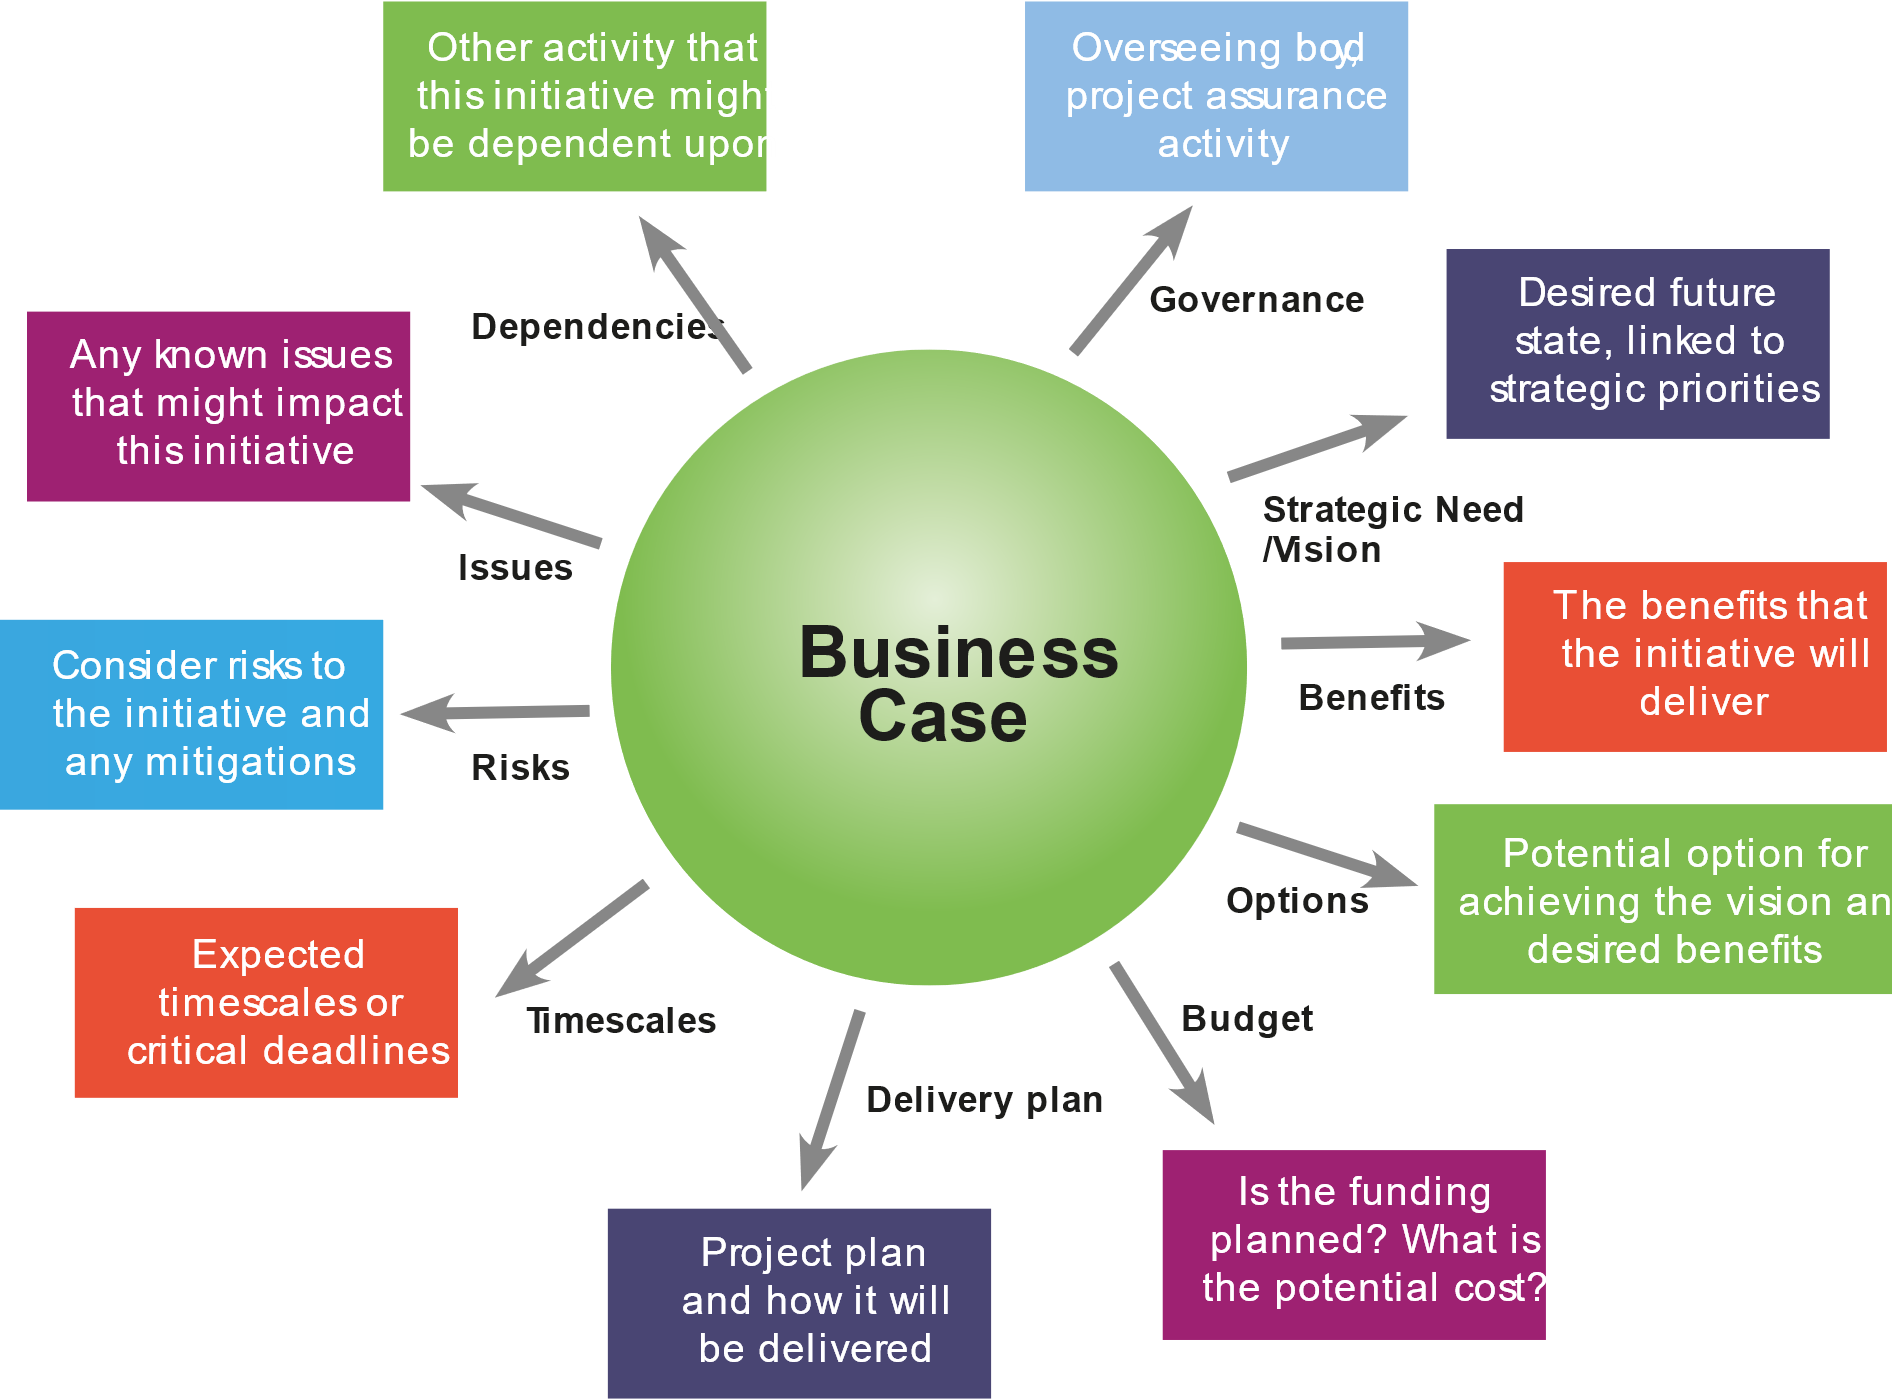 Other activity that
this initiative might
be dependent upon
Overseeing body,
project assurance
activity
Dependencies
Governance
Desired future
state, linked to
strategic priorities
Any known issues
that might impact
this initiative
Strategic Need
/Vision
Issues
The benefits that
the initiative will
deliver
Business
Case
Benefits
Consider risks to
the initiative and
any mitigations
Risks
Potential option for
achieving the vision an
desired benefits
Options
Expected
timescales or
critical deadlines
Timescales
Budget
Delivery plan
Is the funding
planned? What is
the potential cost?
Project plan
and how it will
be delivered